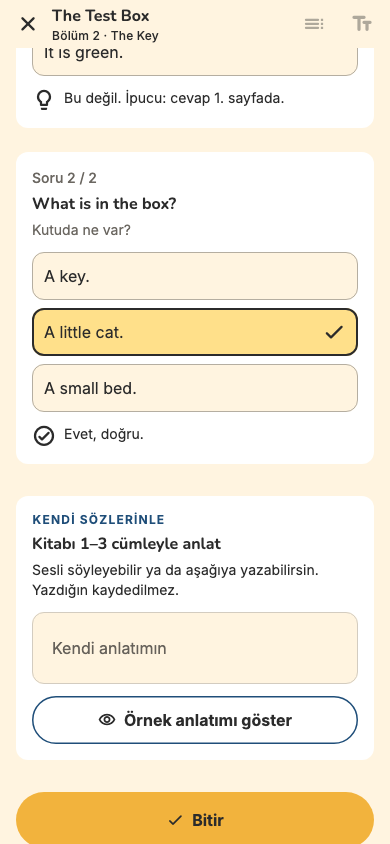 The Test Box
Bölüm 2 · The Key
It is green.
Bu değil. İpucu: cevap 1. sayfada.
Soru 2 / 2
What is in the box?
Kutuda ne var?
A key.
A little cat.
A small bed.
Evet, doğru.
KENDİ SÖZLERİNLE
Kitabı 1–3 cümleyle anlat
Sesli söyleyebilir ya da aşağıya yazabilirsin.
Yazdığın kaydedilmez.
Kendi anlatımın
Örnek anlatımı göster
Bitir